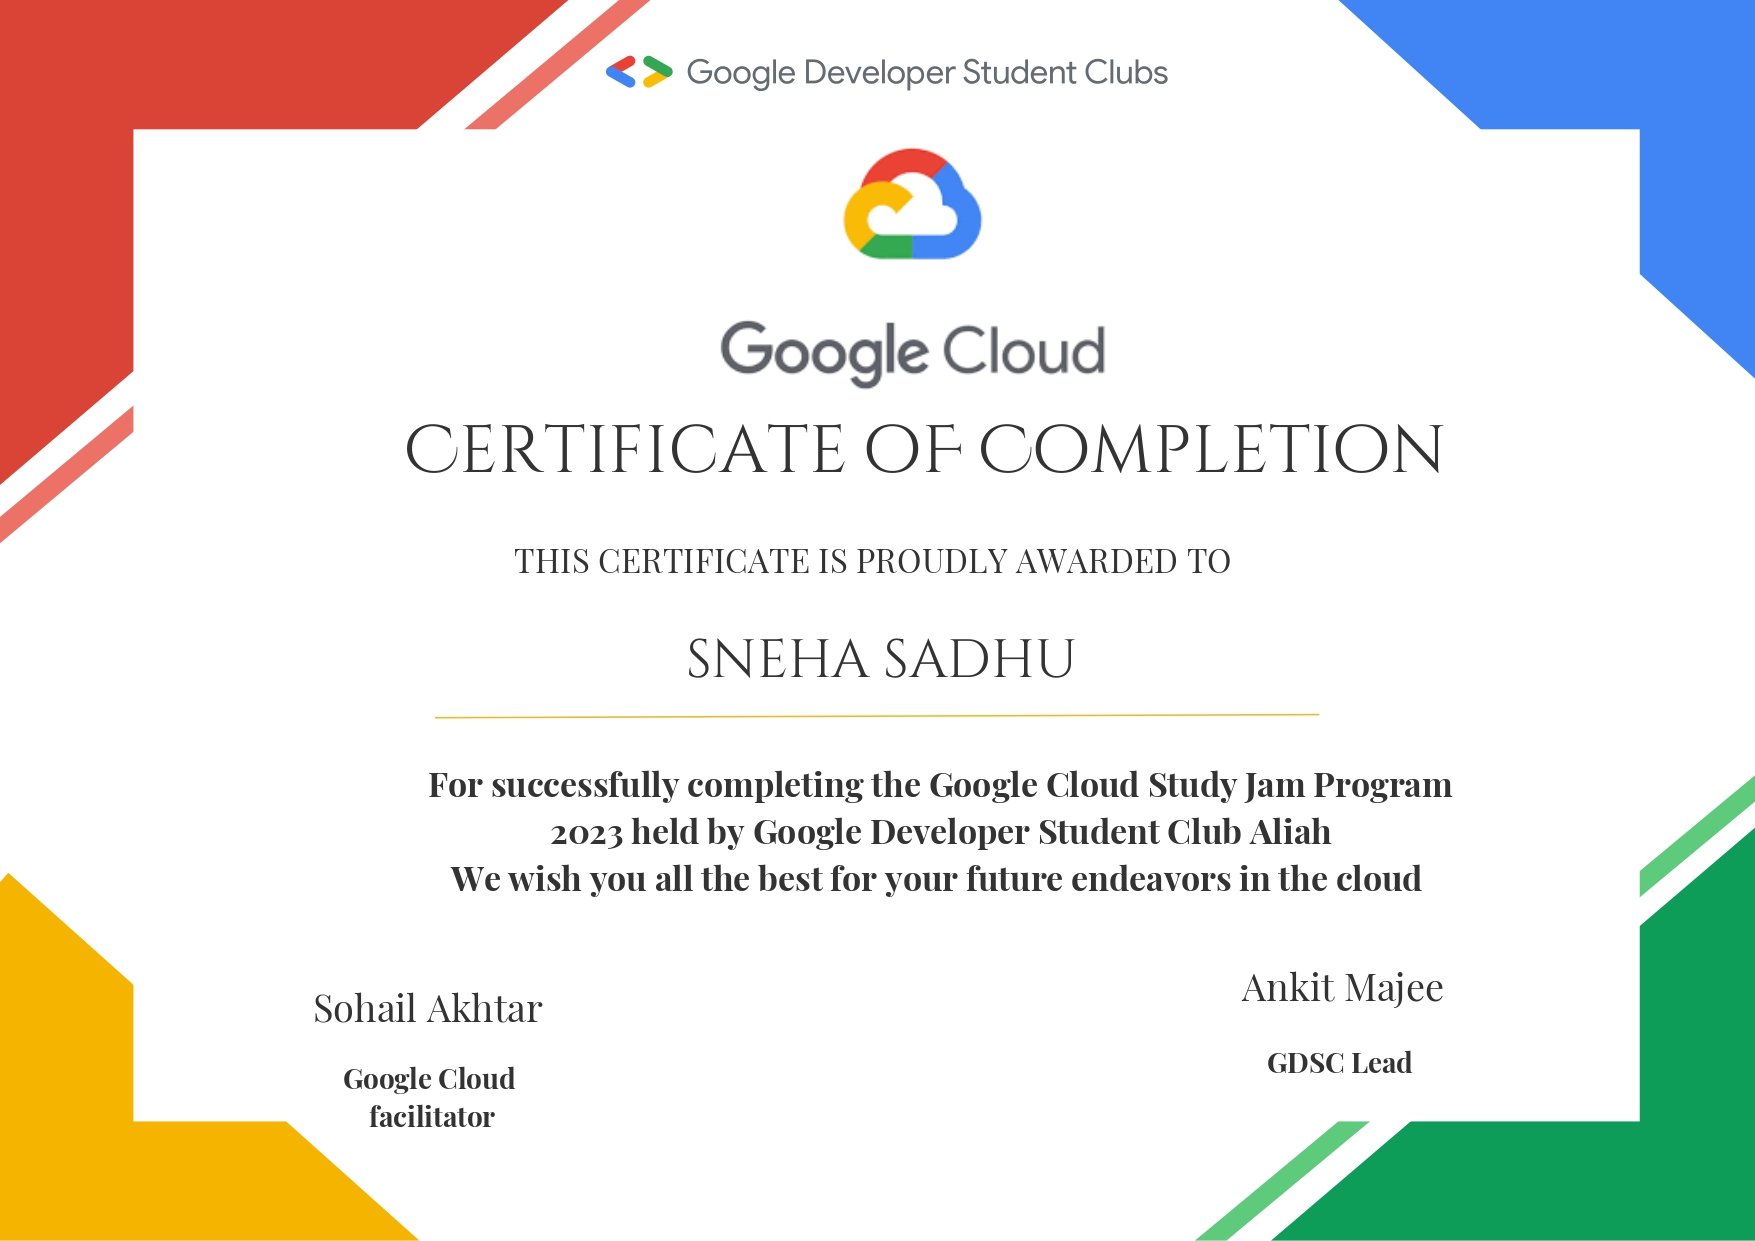 Google Developer Student Clubs
Google Cloud
CERTIFICATE OF COMPLETION
THIS CERTIFICATE IS PROUDLY AWARDED TO
SNEHA SADHU
For successfully completing the Google Cloud Study Jam Program
2023 held by Google Developer Student Club Aliah
We wish you all the best for your future endeavors in the cloud
Sohail Akhtar
Google Cloud
facilitator
Ankit Majee
GDSC Lead